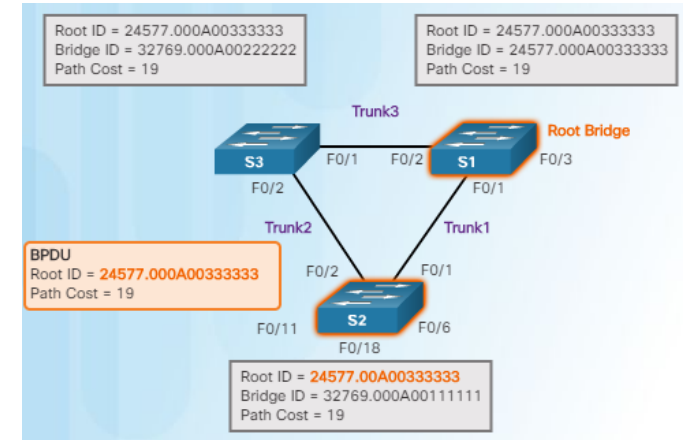 Root ID = 24577.000A00333333
Bridge ID = 32769.000A00222222
Path Cost = 19
Root ID = 24577.000A00333333
Bridge ID = 24577.000A00333333
Path Cost = 19
Trunk3
Root Bridge
S3
F0/1
F0/2
S1
F0/3
F0/2
F0/1
Trunk2
Trunk1
BPDU
Root ID = 24577.000A00333333
Path Cost = 19
F0/2
F0/1
S2
F0/11
F0/6
F0/18
Root ID = 24577.00A00333333
Bridge ID = 32769.000A00111111
Path Cost = 19